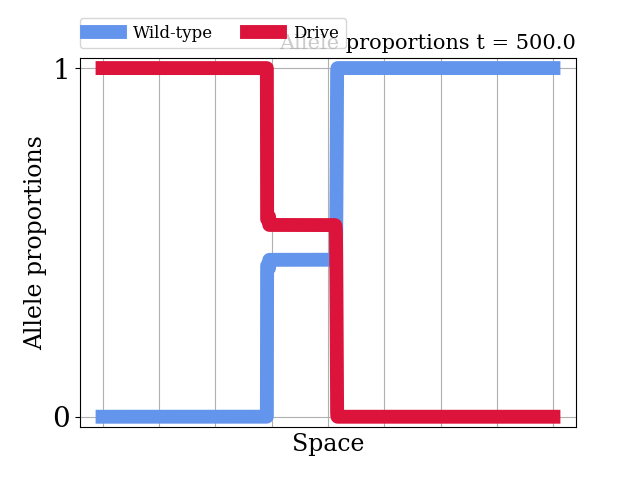 Wild-type Drive
Allele proportions t = 500.0
1
Allele proportions
0
Space